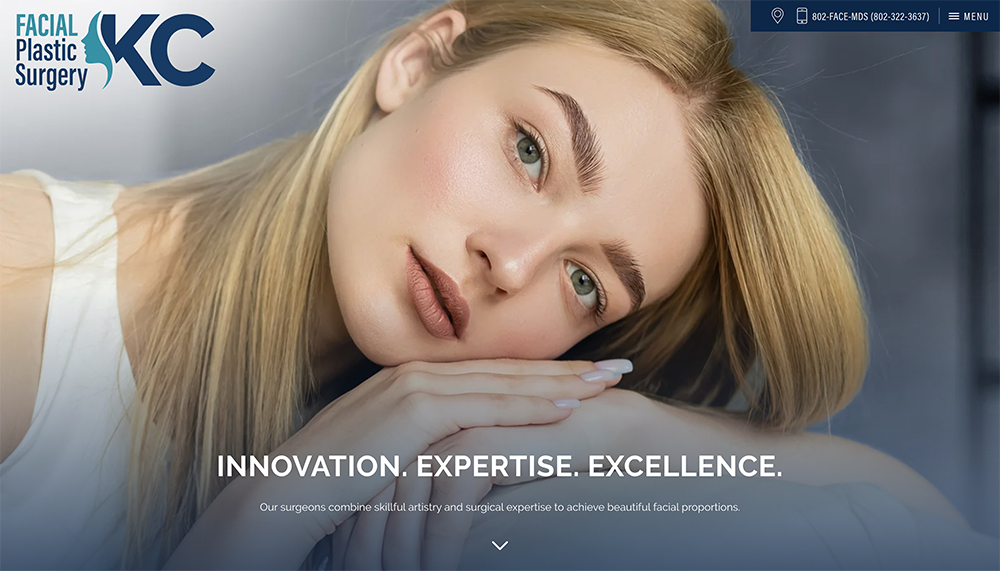 FACIAL
Plastic
Surgery
KC
802-FACE-MDS (802-322-3637)
MENU
INNOVATION. EXPERTISE. EXCELLENCE.
Our surgeons combine skillful artistry and surgical expertise to achieve beautiful facial proportions.